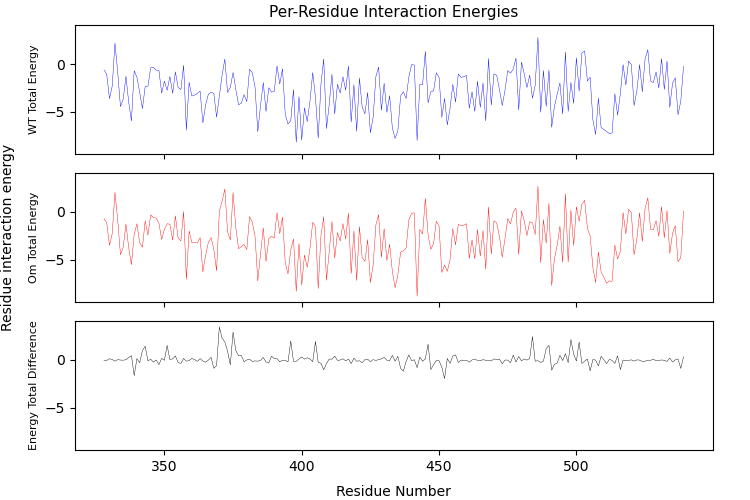 Per-Residue Interaction Energies
Residue interaction energy
WT Total Energy
0
−5
Om Total Energy
0
−5
Energy Total Difference
0
−5
350
400
450
500
Residue Number